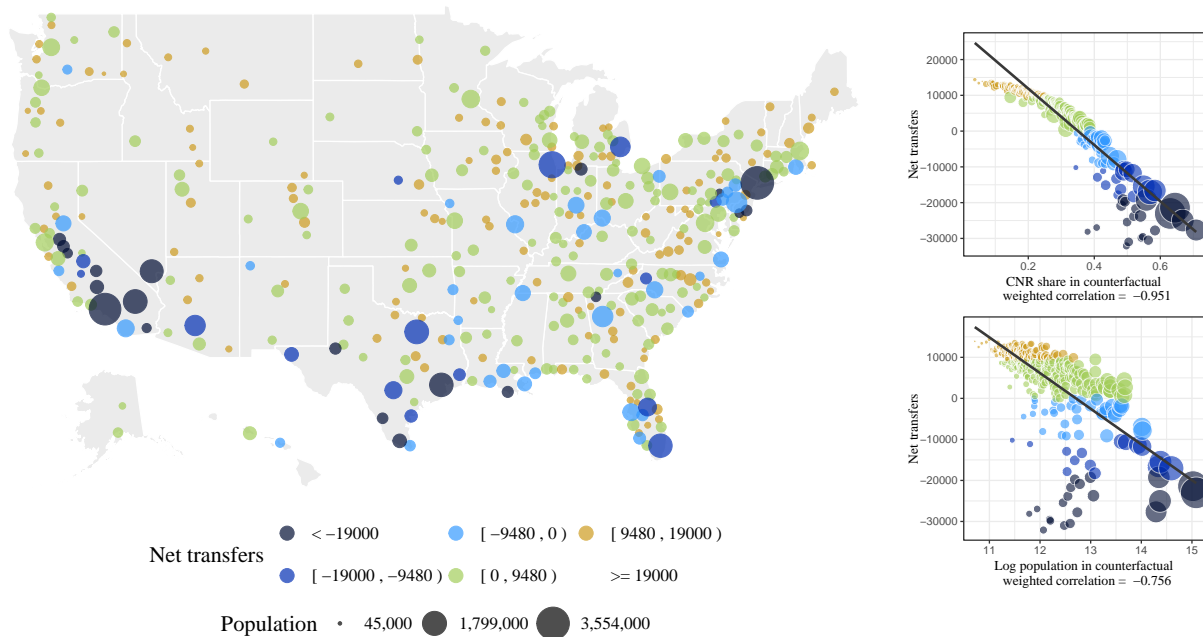 Net transfers
20000
10000
0
−10000
−20000
−30000
0.2 0.4 0.6
CNR share in counterfactual
weighted correlation = −0.951
Net transfers
10000
0
−10000
−20000
−30000
11 12 13 14 15
Log population in counterfactual
weighted correlation = −0.756
Net transfers
< −19000
[ −9480 , 0 )
[ 9480 , 19000 )
[ −19000 , −9480 )
[ 0 , 9480 )
>= 19000
Population 45,000 1,799,000 3,554,000